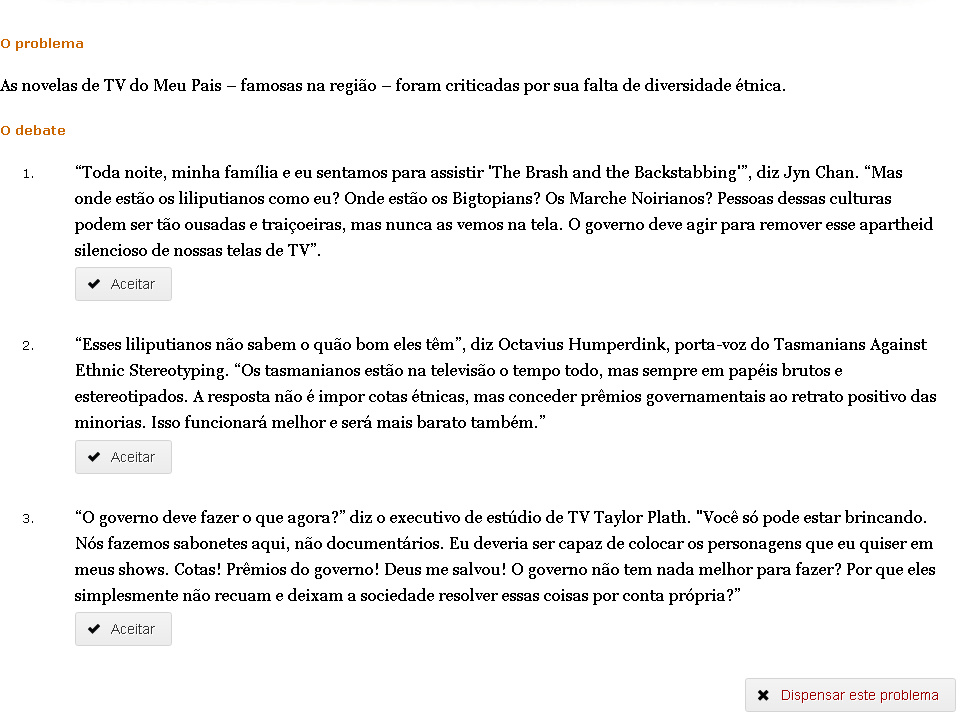 O problema
As novelas de TV do Meu Pais – famosas na região – foram criticadas por sua falta de diversidade étnica.
O debate
1. “Toda noite, minha família e eu sentamos para assistir 'The Brash and the Backstabbing'”, diz Jyn Chan. “Mas
onde estão os liliputianos como eu? Onde estão os Bigtopians? Os Marche Noirianos? Pessoas dessas culturas
podem ser tão ousadas e traiçoeiras, mas nunca as vemos na tela. O governo deve agir para remover esse apartheid
silencioso de nossas telas de TV”.
Aceitar
2. “Esses liliputianos não sabem o quão bom eles têm”, diz Octavius Humperdink, porta-voz do Tasmanians Against
Ethnic Stereotyping. “Os tasmanianos estão na televisão o tempo todo, mas sempre em papéis brutos e
estereotipados. A resposta não é impor cotas étnicas, mas conceder prêmios governamentais ao retrato positivo das
minorias. Isso funcionará melhor e será mais barato também.”
Aceitar
3. “O governo deve fazer o que agora?” diz o executivo de estúdio de TV Taylor Plath. "Você só pode estar brincando.
Nós fazemos sabonetes aqui, não documentários. Eu deveria ser capaz de colocar os personagens que eu quiser em
meus shows. Cotas! Prêmios do governo! Deus me salvou! O governo não tem nada melhor para fazer? Por que eles
simplesmente não recuam e deixam a sociedade resolver essas coisas por conta própria?”
Aceitar
Dispensar este problema